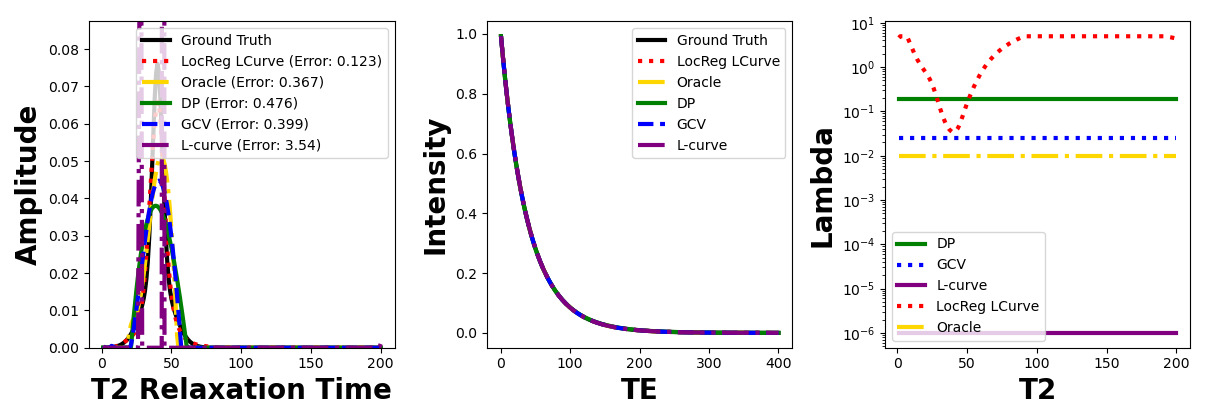 Amplitude
0.08
0.07
0.06
0.05
0.04
0.03
0.02
0.01
0.00
0
50
100
150
200
T2 Relaxation Time
Ground Truth
LocReg LCurve (Error: 0.123)
Oracle (Error: 0.367)
DP (Error: 0.476)
GCV (Error: 0.399)
L-curve (Error: 3.54)
Intensity
1.0
0.8
0.6
0.4
0.2
0.0
0
100
200
300
400
TE
Ground Truth
LocReg LCurve
Oracle
DP
GCV
L-curve
Lambda
10¹
10⁰
10⁻¹
10⁻²
10⁻³
10⁻⁴
10⁻⁵
10⁻⁶
0
50
100
150
200
T2
DP
GCV
L-curve
LocReg LCurve
Oracle